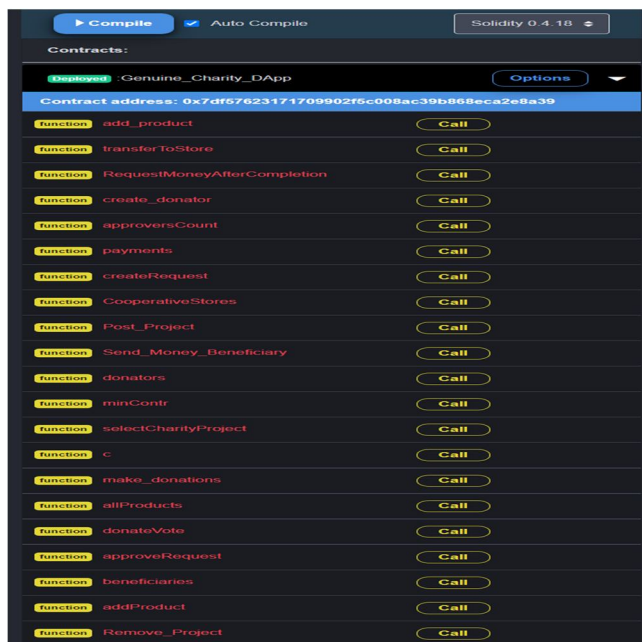 Compile Auto Compile Solidity 0.4.18
Contracts:
Deployed :Genuine_Charity_DApp Options
Contract address: 0x7df57623171709902f5c008ac39b868eca2e8a39
function add_product Call
function transferToStore Call
function RequestMoneyAfterCompletion Call
function create_donator Call
function approversCount Call
function payments Call
function createRequest Call
function CooperativeStores Call
function Post_Project Call
function Send_Money_Beneficiary Call
function donators Call
function minContr Call
function selectCharityProject Call
function c Call
function make_donations Call
function allProducts Call
function donateVote Call
function approveRequest Call
function beneficiaries Call
function addProduct Call
function Remove_Project Call